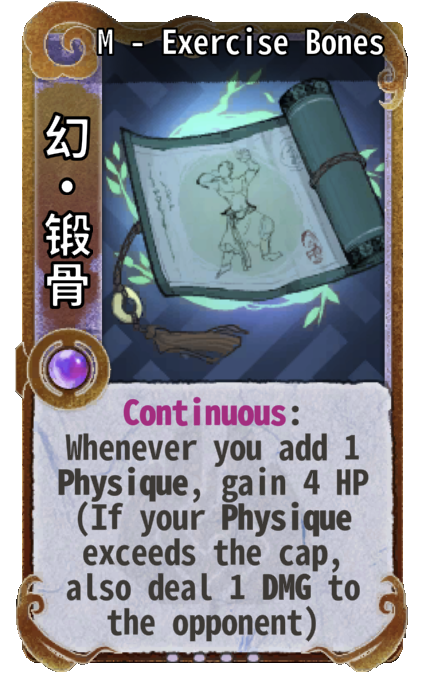 M - Exercise Bones
幻·锻骨
Continuous:
Whenever you add 1
Physique, gain 4 HP
(If your Physique
exceeds the cap,
also deal 1 DMG to
the opponent)